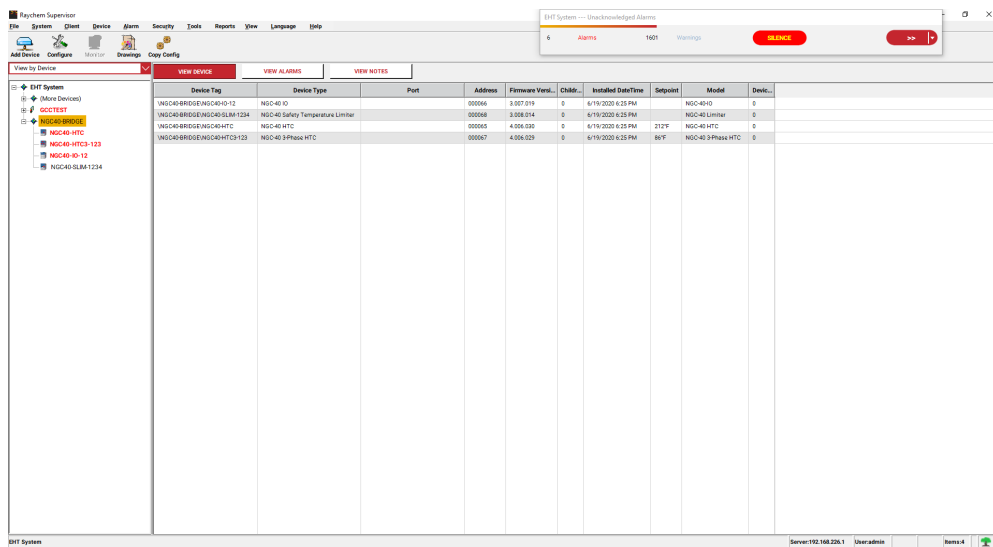 Raychem Supervisor
File System Client Device Alarm Security Tools Reports View Language Help
EHT System --- Unacknowledged Alarms
6 Alarms 1601 Warnings SILENCE >>
Add Device Configure Monitor Drawings Copy Config
View by Device
VIEW DEVICE VIEW ALARMS VIEW NOTES
EHT System
(More Devices)
GCCTEST
NGC40-BRIDGE
NGC40-HTC
NGC40-HTC3-123
NGC40-IO-12
NGC40-SLIM-1234
Device Tag Device Type Port Address Firmware Versi... Childr... Installed DateTime Setpoint Model Devic...
\NGC40-BRIDGE\NGC40-IO-12 NGC-40 IO 000066 3.007.019 0 6/19/2020 6:25 PM NGC-40-IO 0
\NGC40-BRIDGE\NGC40-SLIM-1234 NGC-40 Safety Temperature Limiter 000068 3.008.014 0 6/19/2020 6:25 PM NGC-40 Limiter 0
\NGC40-BRIDGE\NGC40-HTC NGC-40 HTC 000065 4.006.030 0 6/19/2020 6:25 PM 212°F NGC-40 HTC 0
\NGC40-BRIDGE\NGC40-HTC3-123 NGC-40 3-Phase HTC 000067 4.006.029 0 6/19/2020 6:25 PM 86°F NGC-40 3-Phase HTC 0
EHT System Server:192.168.226.1 User:admin Items:4